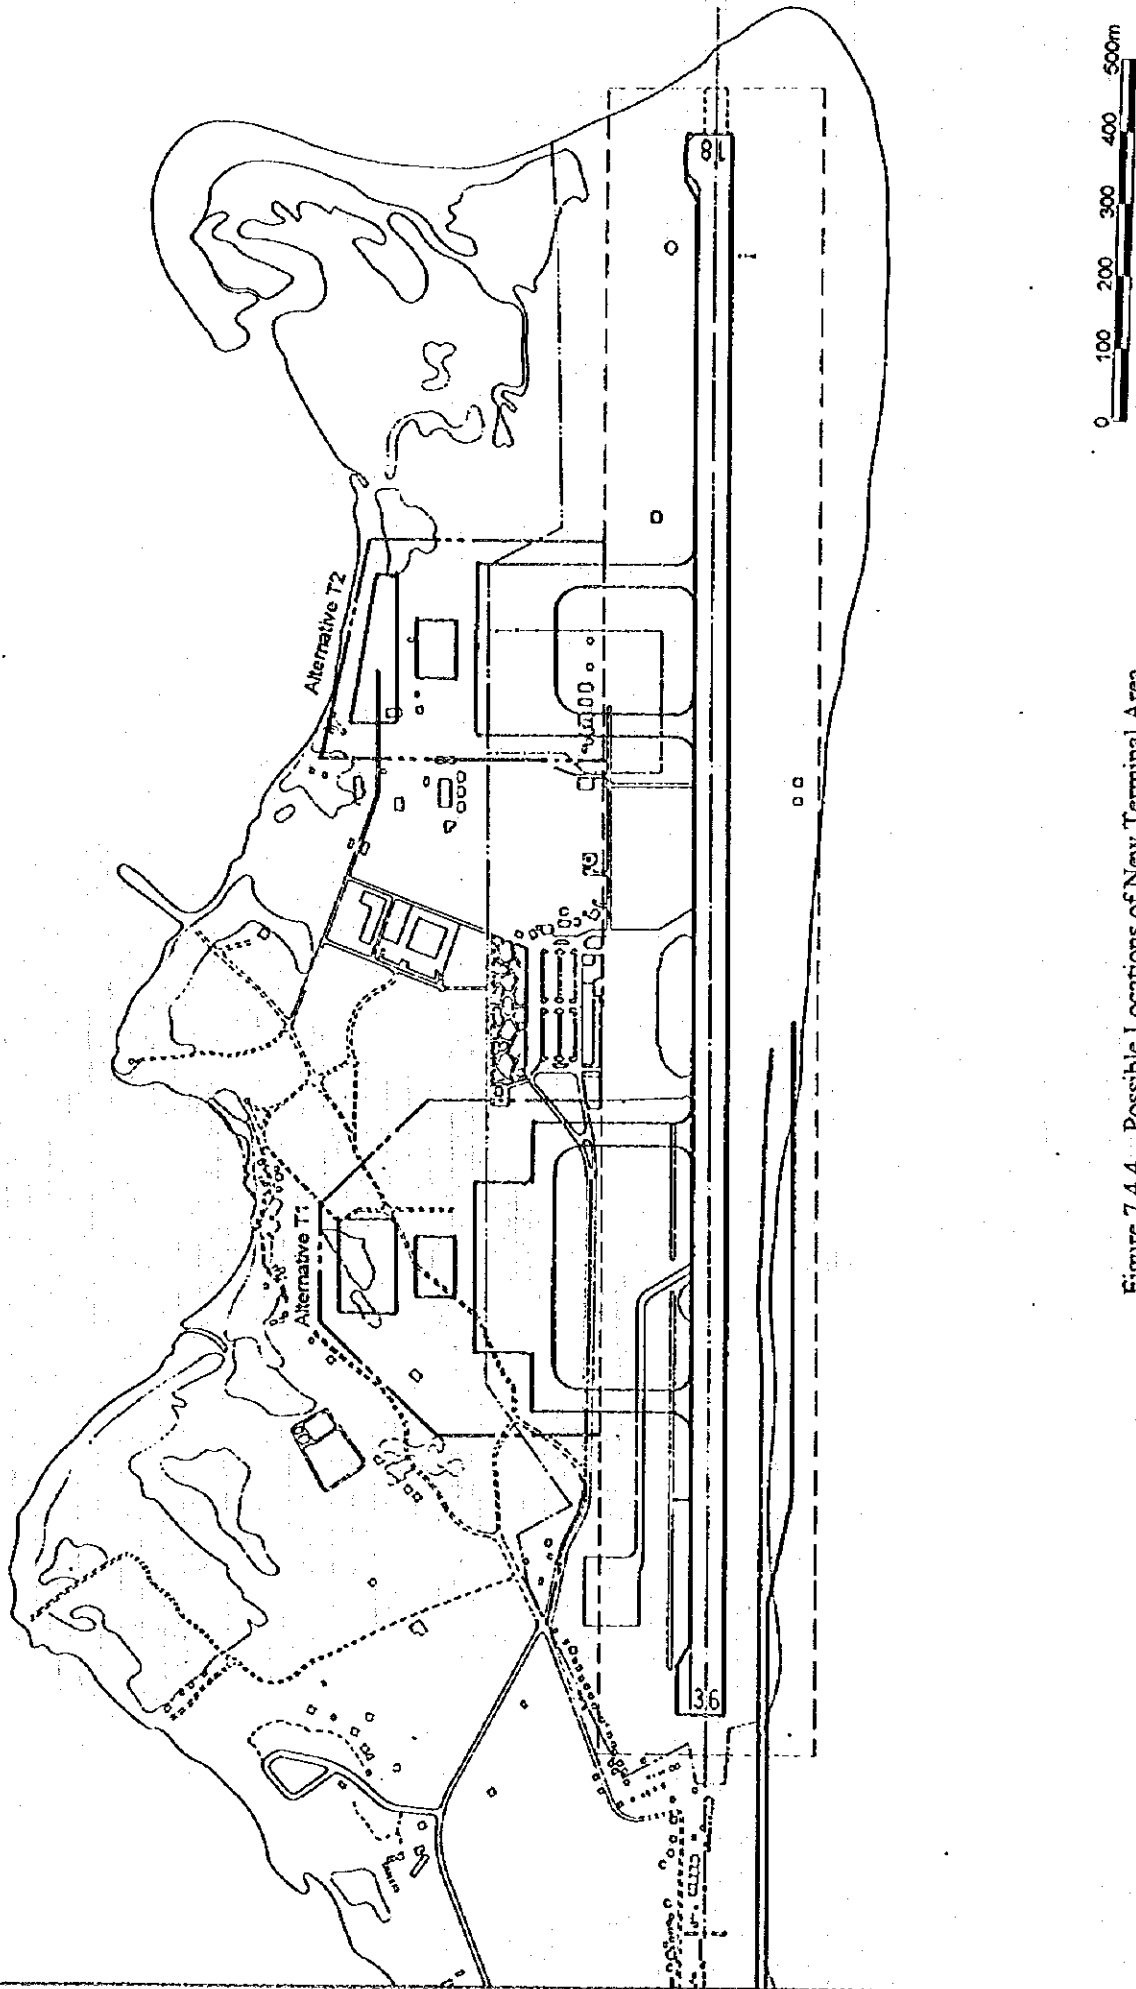 Alternative T2
Alternative T1
18
36
0 100 200 300 400 500m
Figure 7.4.4 Possible Locations of New Terminal Area